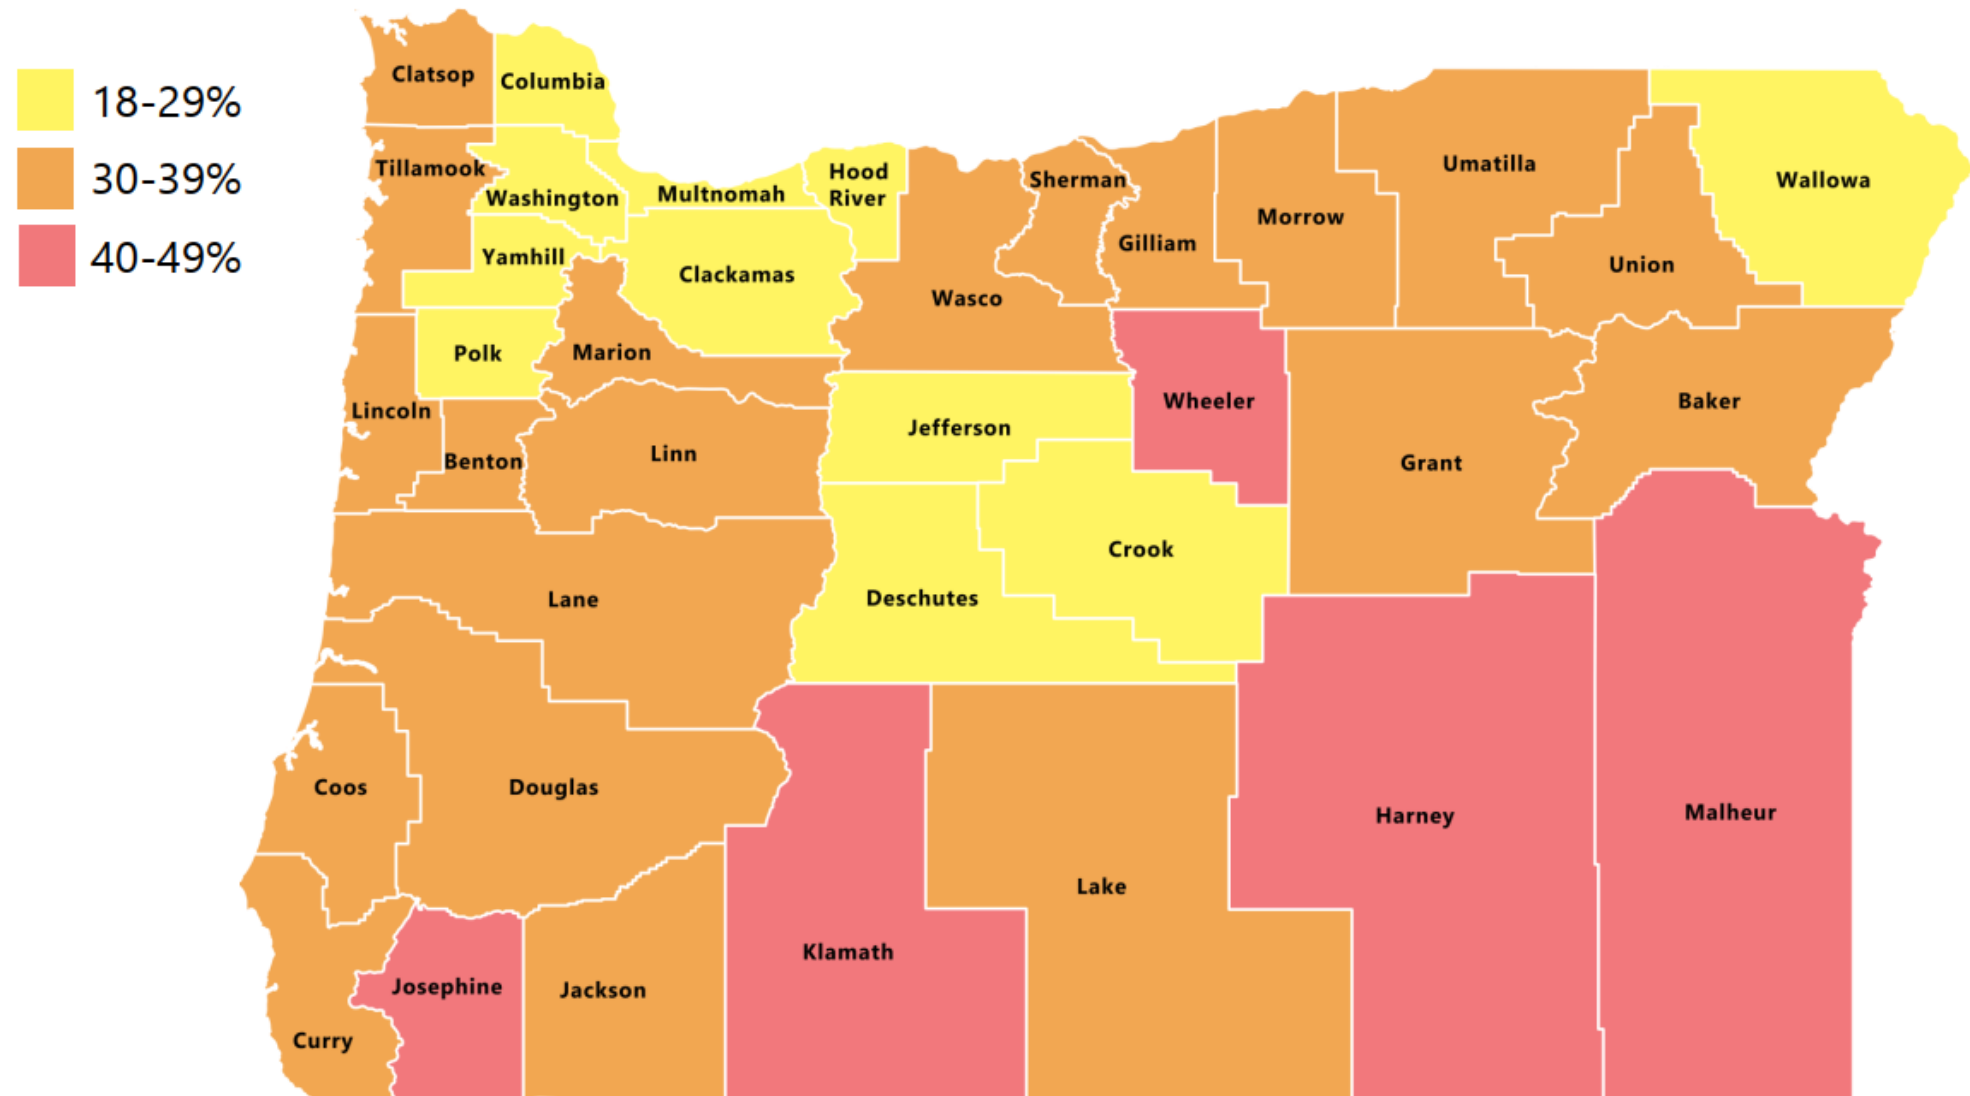 18-29%
30-39%
40-49%
Clatsop
Columbia
Tillamook
Washington
Multnomah
Hood
River
Sherman
Umatilla
Wallowa
Yamhill
Clackamas
Gilliam
Morrow
Union
Wasco
Polk
Marion
Lincoln
Jefferson
Wheeler
Baker
Benton
Linn
Grant
Lane
Deschutes
Crook
Coos
Douglas
Harney
Malheur
Lake
Klamath
Josephine
Jackson
Curry